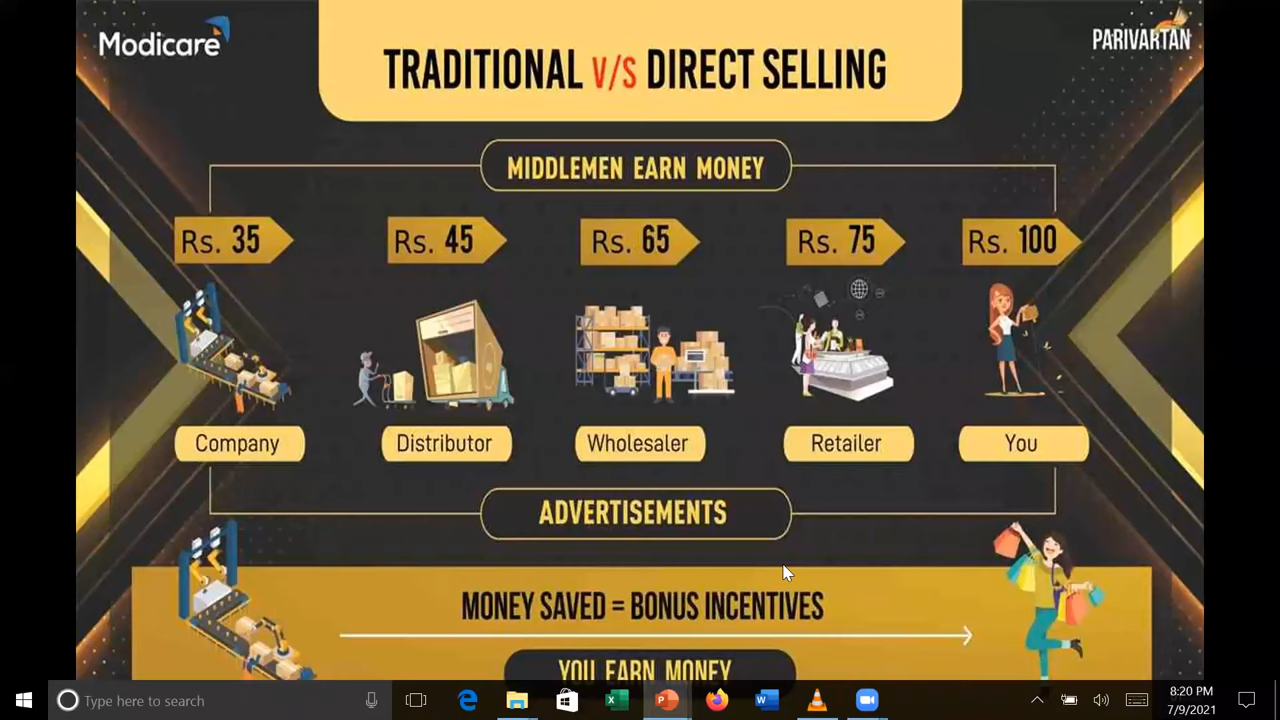 Modicare
PARIVARTAN
TRADITIONAL V/S DIRECT SELLING
MIDDLEMEN EARN MONEY
Rs. 35
Rs. 45
Rs. 65
Rs. 75
Rs. 100
Company
Distributor
Wholesaler
Retailer
You
ADVERTISEMENTS
MONEY SAVED = BONUS INCENTIVES
YOU EARN MONEY
Type here to search
8:20 PM
7/9/2021